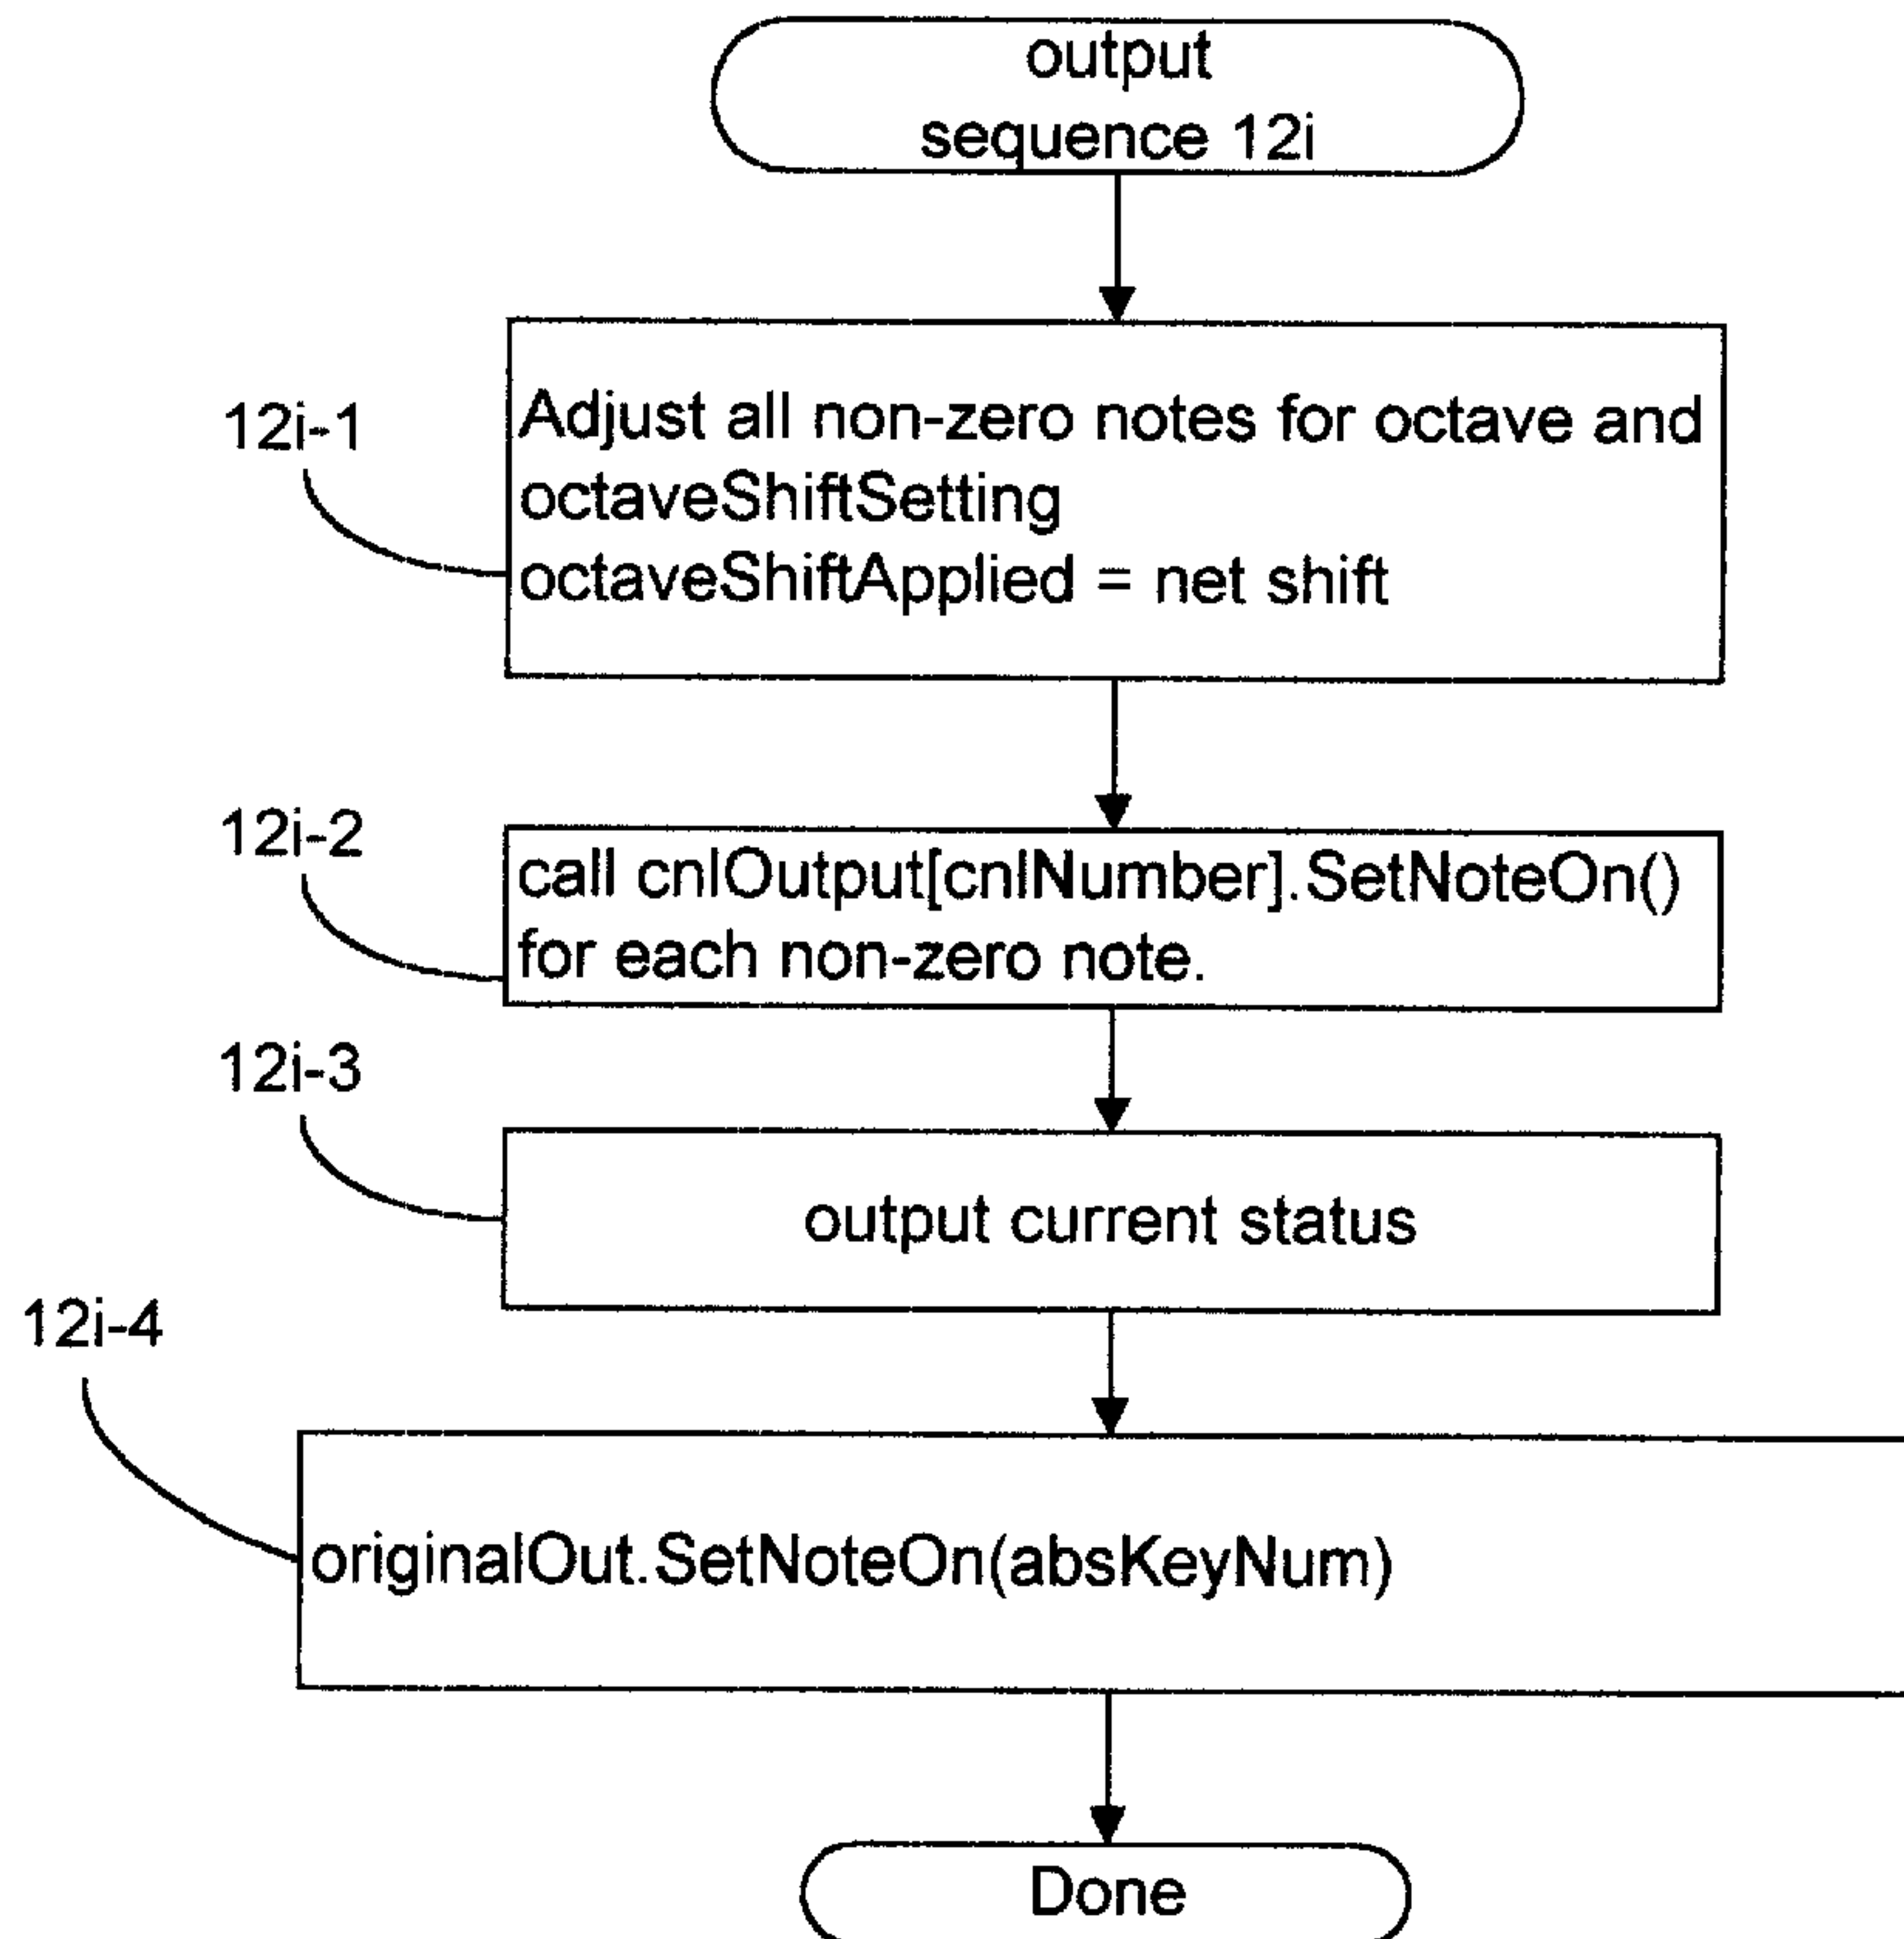 output
sequence 12i
12i-1
Adjust all non-zero notes for octave and
octaveShiftSetting
octaveShiftApplied = net shift
12i-2
call cnlOutput[cnlNumber].SetNoteOn()
for each non-zero note.
12i-3
output current status
12i-4
originalOut.SetNoteOn(absKeyNum)
Done